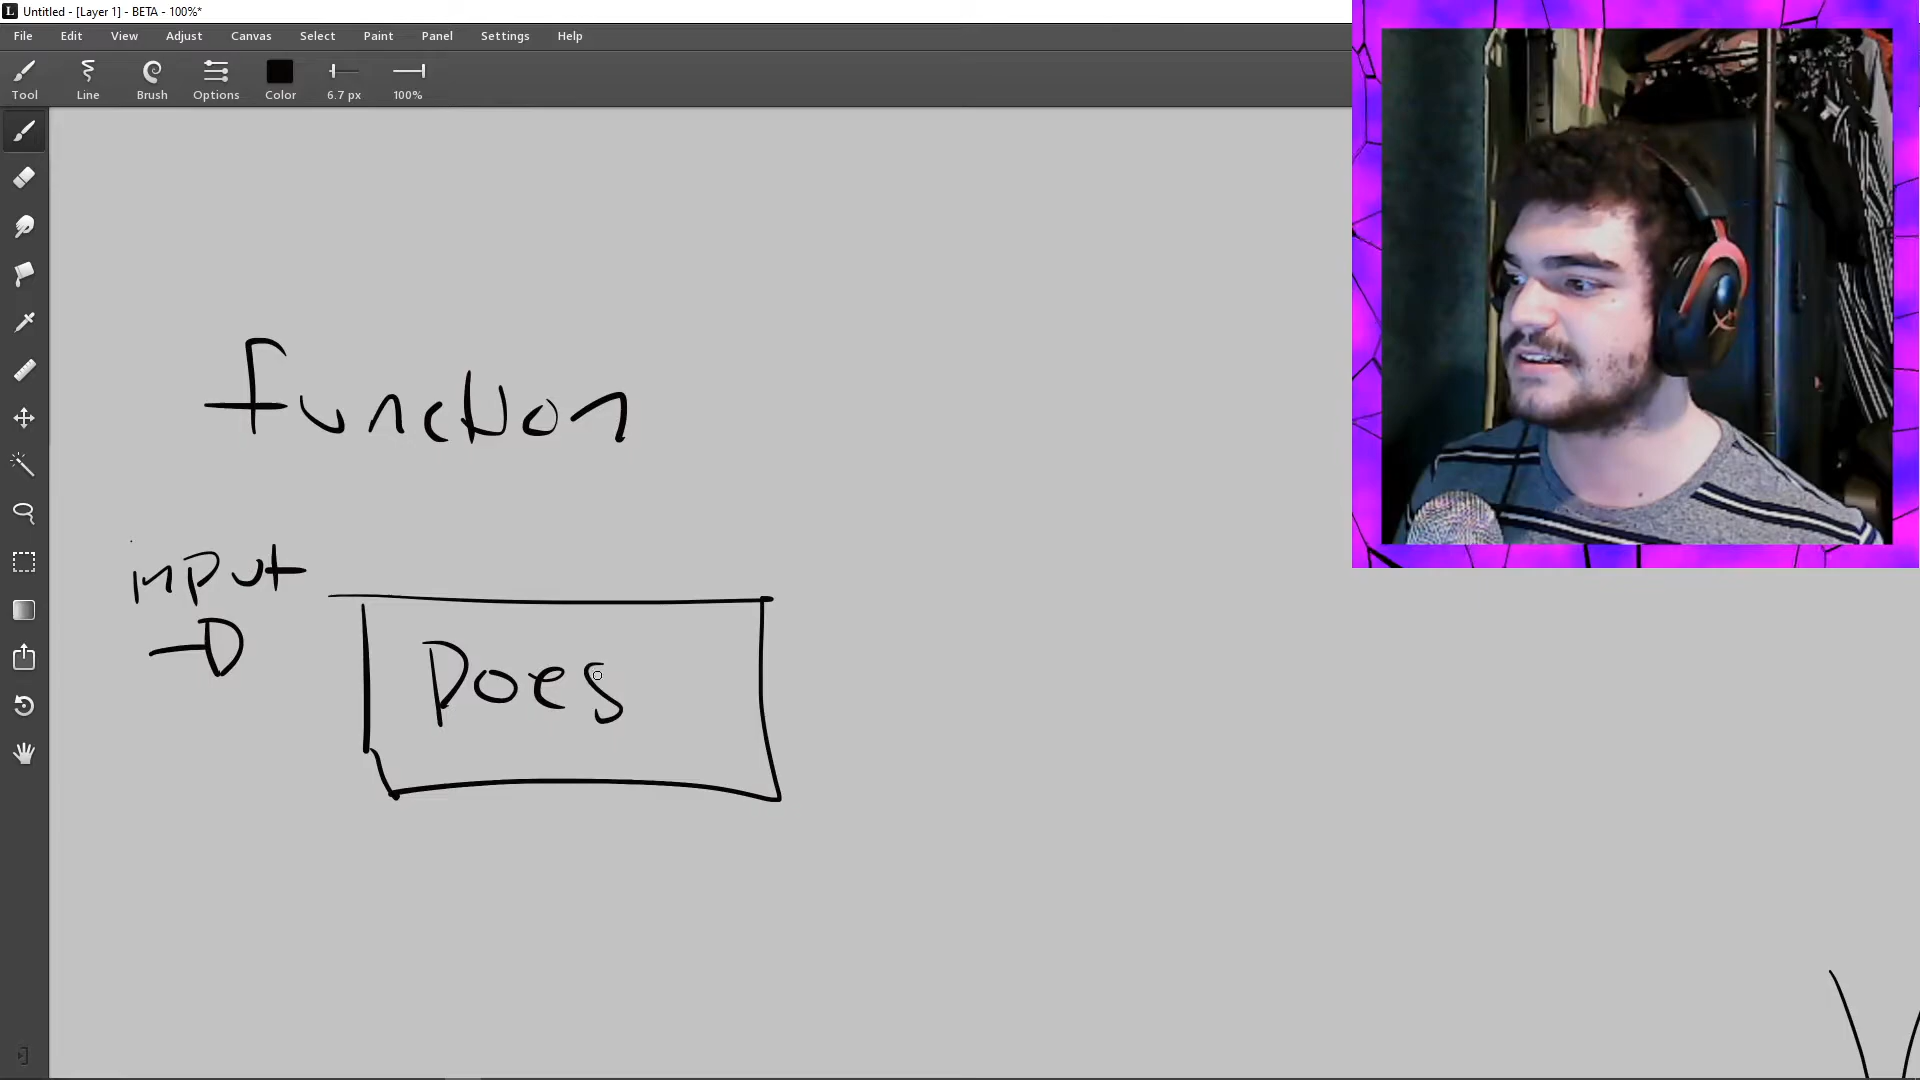 L Untitled - [Layer 1] - BETA - 100%*
File Edit View Adjust Canvas Select Paint Panel Settings Help
Tool Line Brush Options Color 6.7 px 100%
function
input
Does